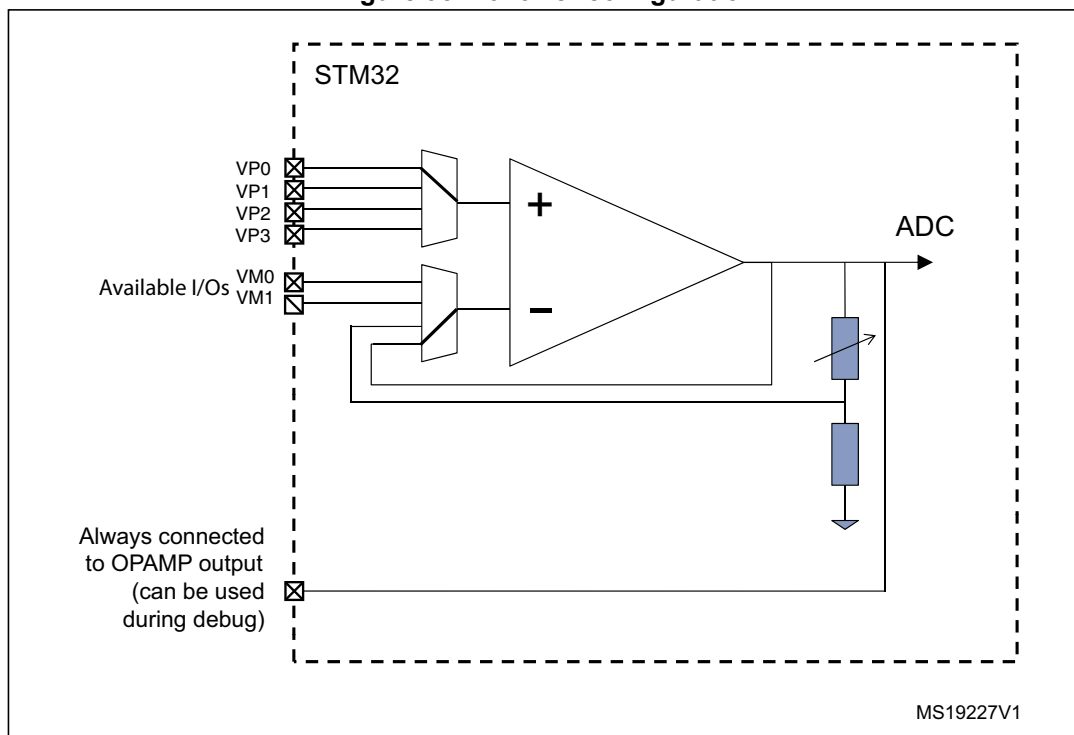 STM32
VP0
VP1
VP2
VP3
Available I/Os
VM0
VM1
+
-
ADC
Always connected
to OPAMP output
(can be used
during debug)
MS19227V1